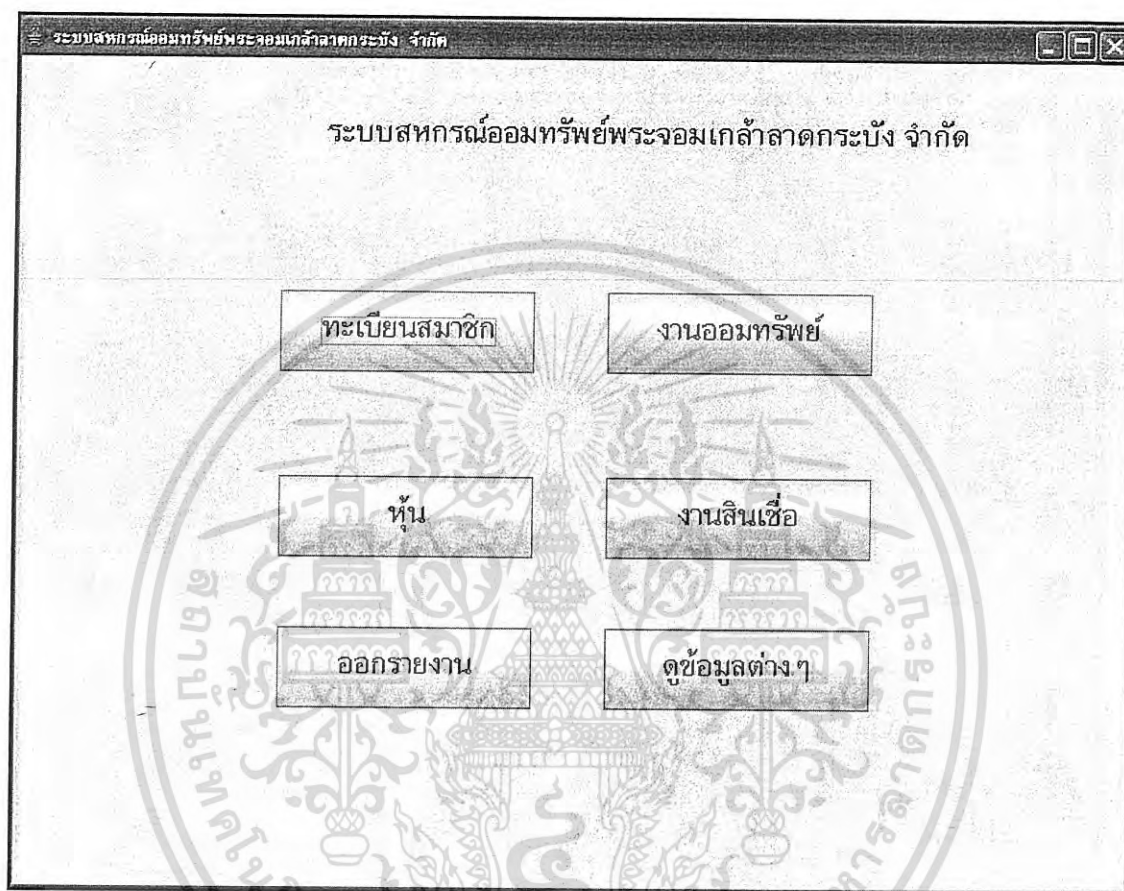 ระบบสหกรณ์ออมทรัพย์พระจอมเกล้าลาดกระบัง จำกัด
ระบบสหกรณ์ออมทรัพย์พระจอมเกล้าลาดกระบัง จำกัด
ทะเบียนสมาชิก งานออมทรัพย์
หุ้น งานสินเชื่อ
ออกรายงาน ดูข้อมูลต่าง ๆ